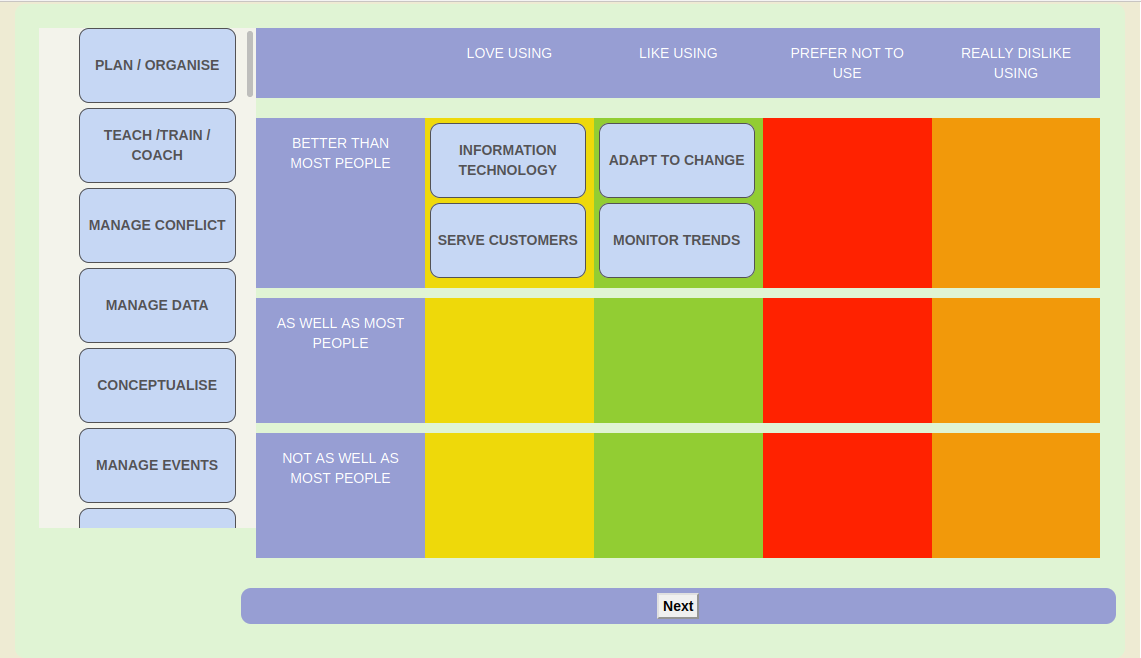 PLAN / ORGANISE
TEACH /TRAIN /
COACH
MANAGE CONFLICT
MANAGE DATA
CONCEPTUALISE
MANAGE EVENTS
LOVE USING
LIKE USING
PREFER NOT TO
USE
REALLY DISLIKE
USING
BETTER THAN
MOST PEOPLE
INFORMATION
TECHNOLOGY
ADAPT TO CHANGE
SERVE CUSTOMERS
MONITOR TRENDS
AS WELL AS MOST
PEOPLE
NOT AS WELL AS
MOST PEOPLE
Next